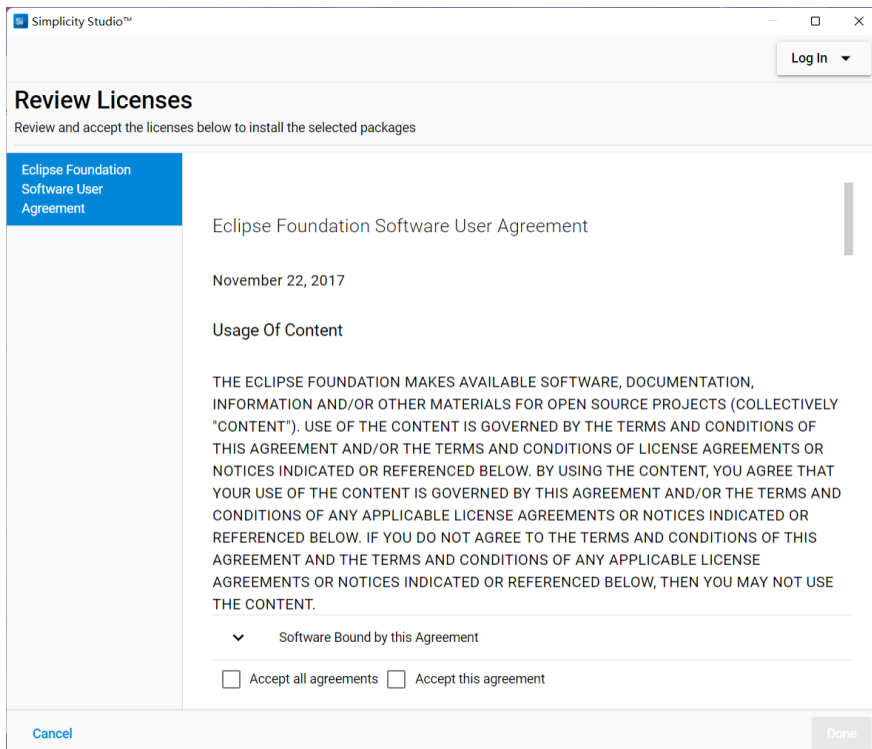 Si Simplicity Studio™
Log In
Review Licenses
Review and accept the licenses below to install the selected packages
Eclipse Foundation
Software User
Agreement
Eclipse Foundation Software User Agreement
November 22, 2017
Usage Of Content
THE ECLIPSE FOUNDATION MAKES AVAILABLE SOFTWARE, DOCUMENTATION,
INFORMATION AND/OR OTHER MATERIALS FOR OPEN SOURCE PROJECTS (COLLECTIVELY
"CONTENT"). USE OF THE CONTENT IS GOVERNED BY THE TERMS AND CONDITIONS OF
THIS AGREEMENT AND/OR THE TERMS AND CONDITIONS OF LICENSE AGREEMENTS OR
NOTICES INDICATED OR REFERENCED BELOW. BY USING THE CONTENT, YOU AGREE THAT
YOUR USE OF THE CONTENT IS GOVERNED BY THIS AGREEMENT AND/OR THE TERMS AND
CONDITIONS OF ANY APPLICABLE LICENSE AGREEMENTS OR NOTICES INDICATED OR
REFERENCED BELOW. IF YOU DO NOT AGREE TO THE TERMS AND CONDITIONS OF THIS
AGREEMENT AND THE TERMS AND CONDITIONS OF ANY APPLICABLE LICENSE
AGREEMENTS OR NOTICES INDICATED OR REFERENCED BELOW, THEN YOU MAY NOT USE
THE CONTENT.
Software Bound by this Agreement
Accept all agreements Accept this agreement
Cancel Done